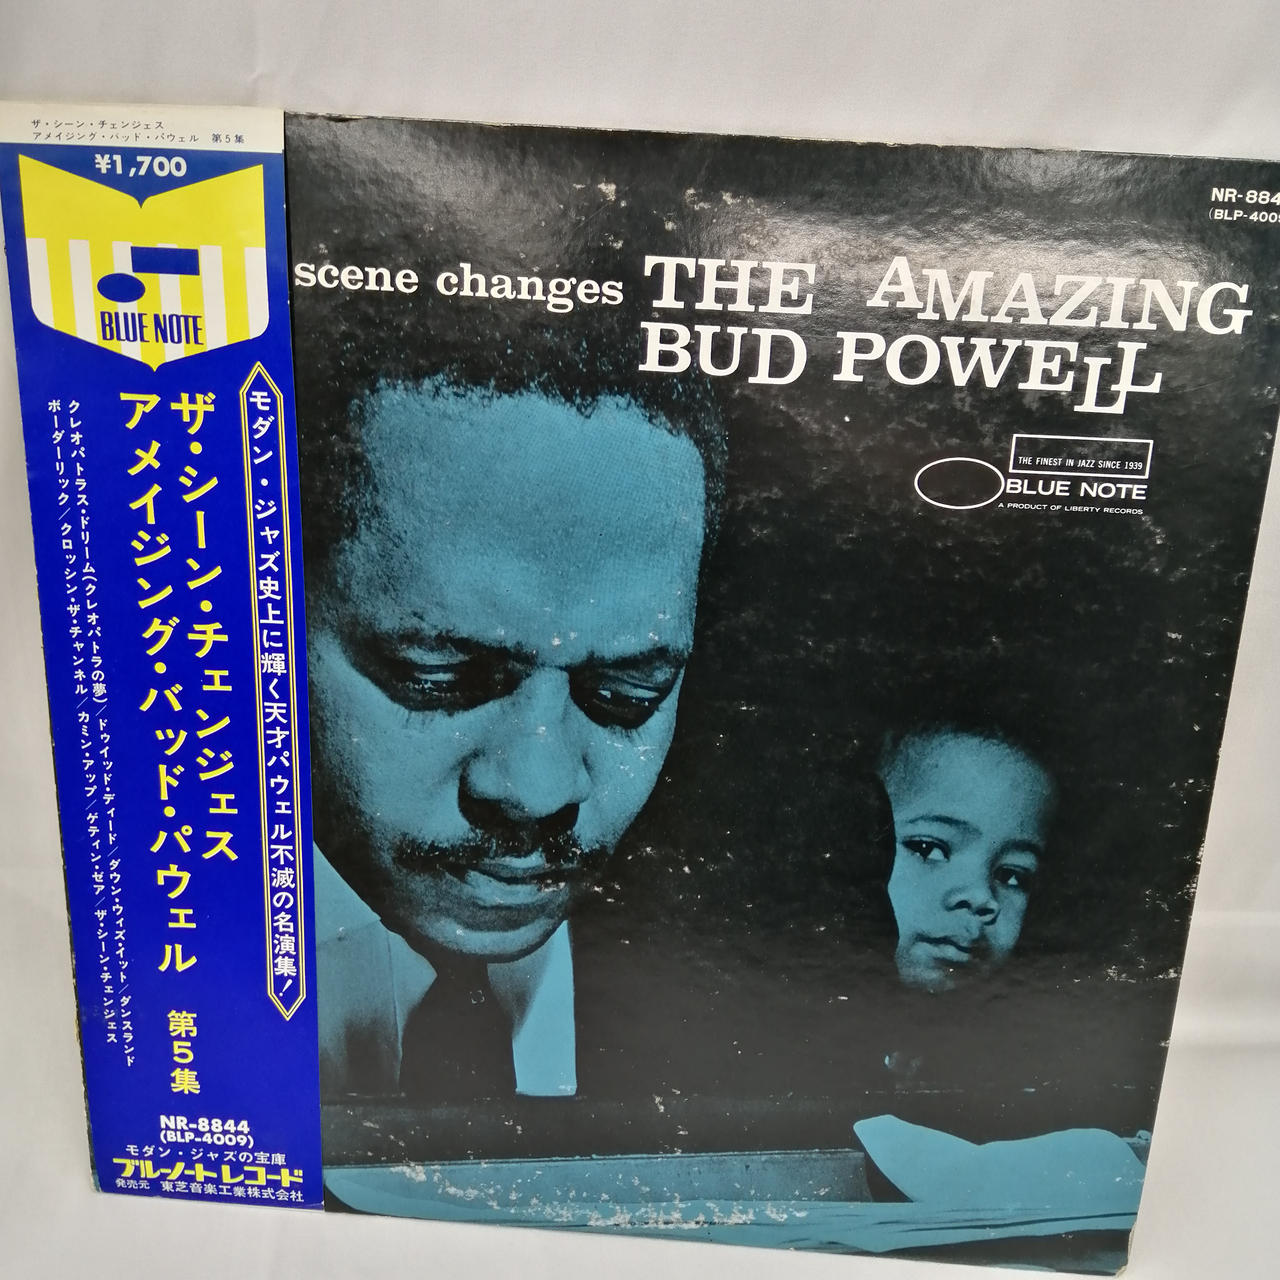 ザ・シーン・チェンジェス
アメイジング・バッド・パウェル 第5集
¥1,700
BLUE NOTE
モダン・ジャズ史上に輝く天才パウェル不滅の名演集!
ザ・シーン・チェンジェス
アメイジング・バッド・パウェル 第5集
クレオパトラス・ドリーム(クレオパトラの夢)/ドゥイッド・ディード/ダウン・ウィズ・イット/ダンスランド
ボーダーリック/クロッシン・ザ・チャンネル/カミン・アップ/ゲティン・ゼア/ザ・シーン・チェンジェス
NR-8844
(BLP-4009)
モダン・ジャズの宝庫
ブルーノートレコード
発売元 東芝音楽工業株式会社
NR-884
(BLP-4009
scene changes THE AMAZING
BUD POWELL
THE FINEST IN JAZZ SINCE 1939
BLUE NOTE
A PRODUCT OF LIBERTY RECORDS